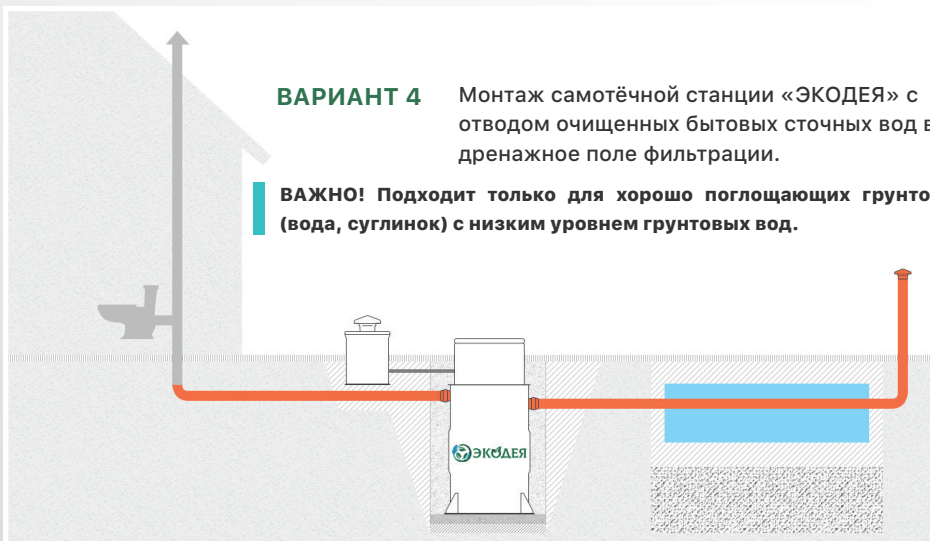 ВАРИАНТ 4
Монтаж самотёчной станции «ЭКОДЕЯ» с
отводом очищенных бытовых сточных вод в
дренажное поле фильтрации.
ВАЖНО! Подходит только для хорошо поглощающих грунто
(вода, суглинок) с низким уровнем грунтовых вод.
ЭКОДЕЯ